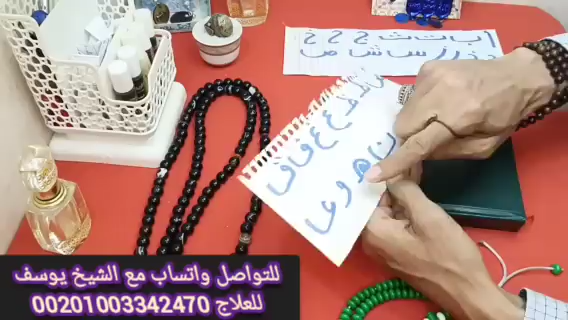 ا ب ت ث ج ح خ
د ذ ر ز س ش ص
ظ ع غ ف ق
ن ه و
للتواصل واتساب مع الشيخ يوسف
للعلاج 00201003342470